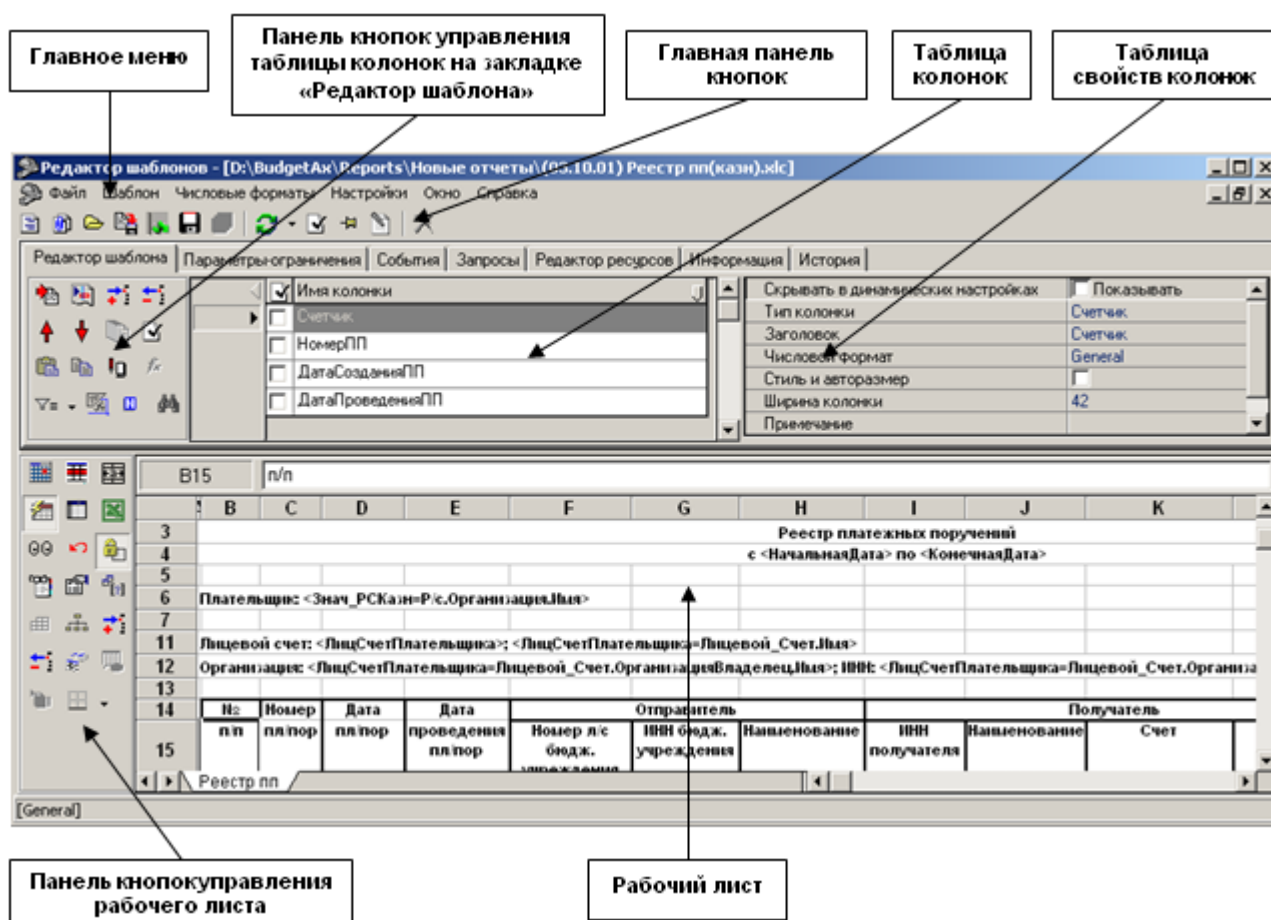 Главное меню
Панель кнопок управления
таблицы колонок на закладке
«Редактор шаблона»
Главная панель
кнопок
Таблица
колонок
Таблица
свойств колонок
Редактор шаблонов - [D:\BudgetAx\Reports\Новые отчеты\(05.10.01) Реестр пп(казн).xlc]
Файл Шаблон Числовые форматы Настройки Окно Справка
Редактор шаблона Параметры-ограничения События Запросы Редактор ресурсов Информация История
Имя колонки
Счетчик
НомерПП
ДатаСозданияПП
ДатаПроведенияПП
Скрывать в динамических настройках Показывать
Тип колонки Счетчик
Заголовок Счетчик
Числовой формат General
Стиль и авторазмер
Ширина колонки 42
Примечание
B15 п/п
B C D E F G H I J K
3 Реестр платежных поручений
4 с <НачальнаяДата> по <КонечнаяДата>
5
6 Плательщик: <Знач_РСКазн=Р/с.Организация.Имя>
7
11 Лицевой счет: <ЛицСчетПлательщика>; <ЛицСчетПлательщика=Лицевой_Счет.Имя>
12 Организация: <ЛицСчетПлательщика=Лицевой_Счет.ОрганизацияВладелец.Имя>; ИНН: <ЛицСчетПлательщика=Лицевой_Счет.Организа
13
14 № Номер Дата Дата Отправитель Получатель
15 п/п пл/пор пл/пор проведения пл/пор Номер л/с бюдж. учреждения ИНН бюдж. учреждения Наименование ИНН получателя Наименование Счет
Реестр пп
[General]
Панель кнопокуправления
рабочего листа
Рабочий лист